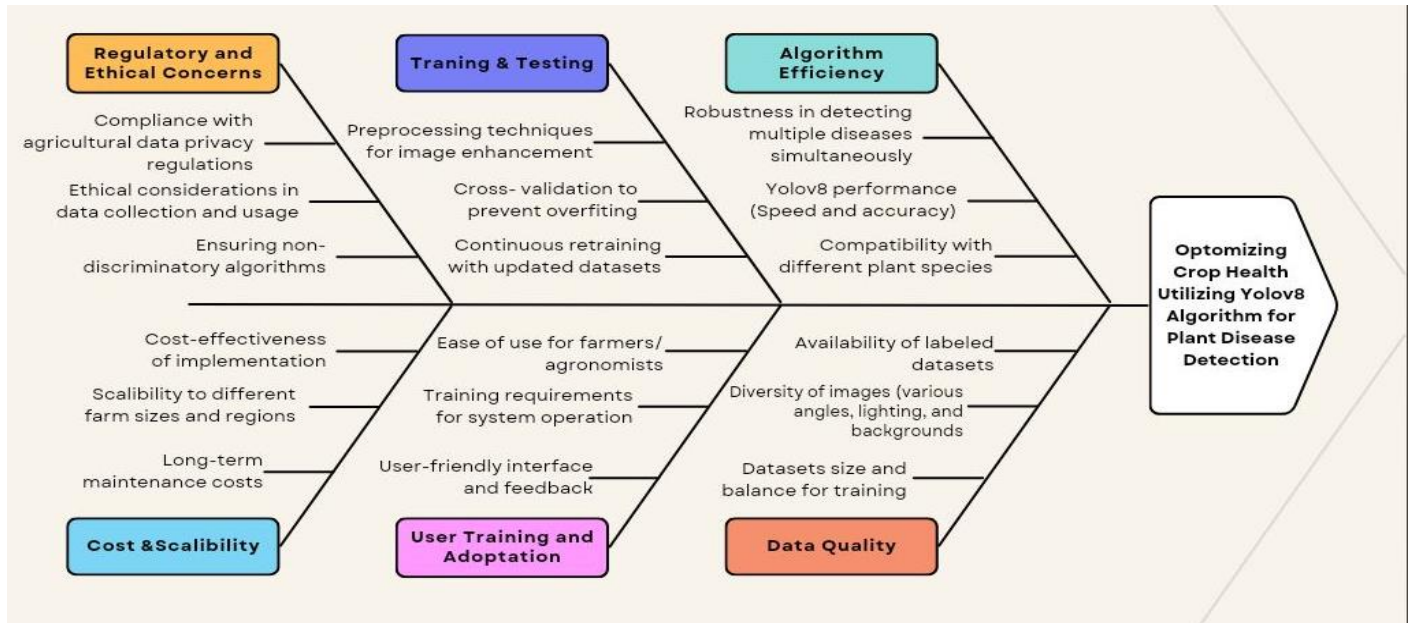 Regulatory and
Ethical Concerns
Compliance with
agricultural data privacy
regulations
Ethical considerations in
data collection and usage
Ensuring non-
discriminatory algorithms
Traning & Testing
Preprocessing techniques
for image enhancement
Cross- validation to
prevent overfiting
Continuous retraining
with updated datasets
Algorithm
Efficiency
Robustness in detecting
multiple diseases
simultaneously
Yolov8 performance
(Speed and accuracy)
Compatibility with
different plant species
Optomizing
Crop Health
Utilizing Yolov8
Algorithm for
Plant Disease
Detection
Cost-effectiveness
of implementation
Scalibility to different
farm sizes and regions
Long-term
maintenance costs
Cost &Scalibility
Ease of use for farmers/
agronomists
Training requirements
for system operation
User-friendly interface
and feedback
User Training and
Adoptation
Availability of labeled
datasets
Diversity of images (various
angles, lighting, and
backgrounds
Datasets size and
balance for training
Data Quality